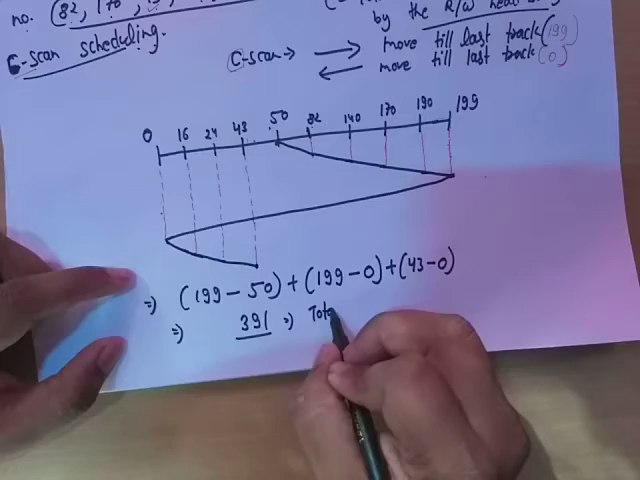 no. (82, 170,
by the R/W head
C-scan scheduling.
C-scan → → move till last track (199)
← move till last track (0)
0 16 24 43 50 82 140 170 190 199
⇒ (199 - 50) + (199 - 0) + (43 - 0)
⇒ 391 ⇒ Tot